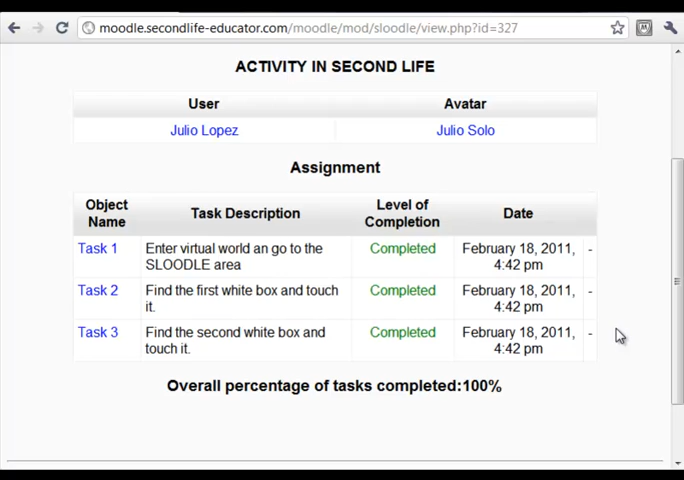 moodle.secondlife-educator.com/moodle/mod/sloodle/view.php?id=327
ACTIVITY IN SECOND LIFE
User Avatar
Julio Lopez Julio Solo
Assignment
Object Name Task Description Level of Completion Date
Task 1 Enter virtual world an go to the SLOODLE area Completed February 18, 2011, 4:42 pm -
Task 2 Find the first white box and touch it. Completed February 18, 2011, 4:42 pm -
Task 3 Find the second white box and touch it. Completed February 18, 2011, 4:42 pm -
Overall percentage of tasks completed:100%